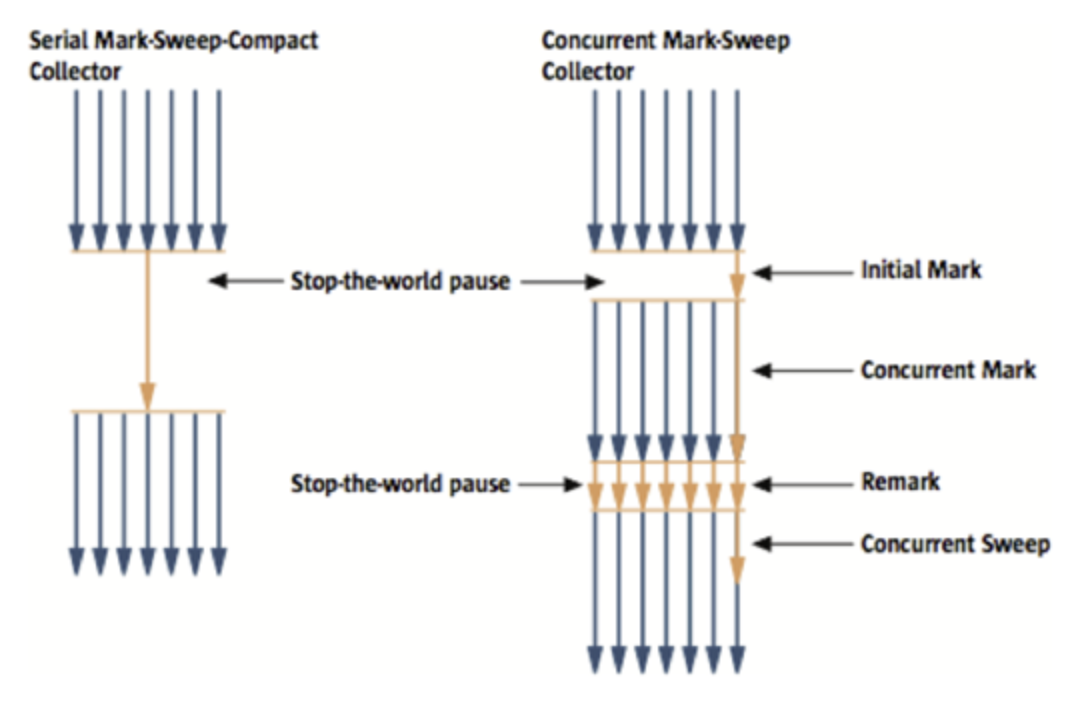 Serial Mark-Sweep-Compact
Collector
Concurrent Mark-Sweep
Collector
Stop-the-world pause
Initial Mark
Concurrent Mark
Stop-the-world pause
Remark
Concurrent Sweep